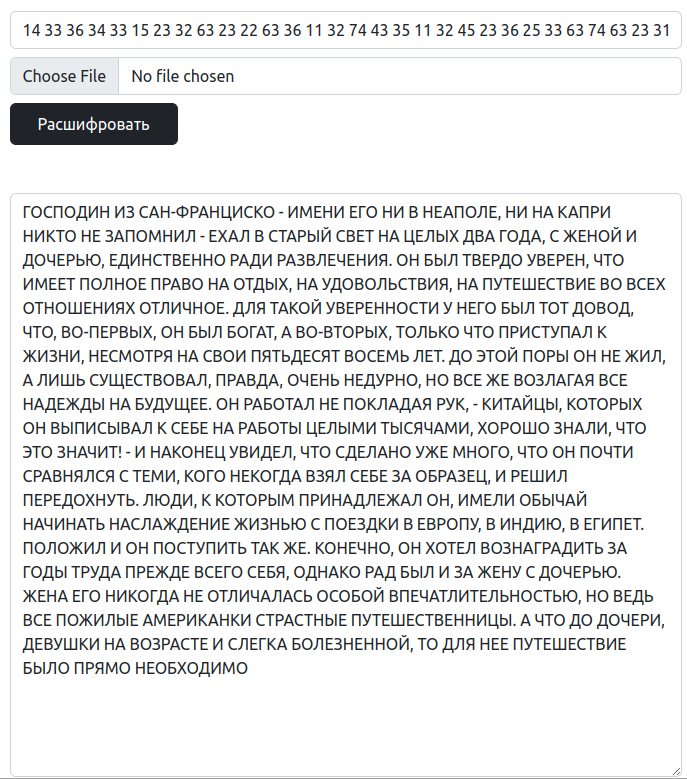 14 33 36 34 33 15 23 32 63 23 22 63 36 11 32 74 43 35 11 32 45 23 36 25 33 63 74 63 23 31
Choose File No file chosen
Расшифровать
ГОСПОДИН ИЗ САН-ФРАНЦИСКО - ИМЕНИ ЕГО НИ В НЕАПОЛЕ, НИ НА КАПРИ
НИКТО НЕ ЗАПОМНИЛ - ЕХАЛ В СТАРЫЙ СВЕТ НА ЦЕЛЫХ ДВА ГОДА, С ЖЕНОЙ И
ДОЧЕРЬЮ, ЕДИНСТВЕННО РАДИ РАЗВЛЕЧЕНИЯ. ОН БЫЛ ТВЕРДО УВЕРЕН, ЧТО
ИМЕЕТ ПОЛНОЕ ПРАВО НА ОТДЫХ, НА УДОВОЛЬСТВИЯ, НА ПУТЕШЕСТВИЕ ВО ВСЕХ
ОТНОШЕНИЯХ ОТЛИЧНОЕ. ДЛЯ ТАКОЙ УВЕРЕННОСТИ У НЕГО БЫЛ ТОТ ДОВОД,
ЧТО, ВО-ПЕРВЫХ, ОН БЫЛ БОГАТ, А ВО-ВТОРЫХ, ТОЛЬКО ЧТО ПРИСТУПАЛ К
ЖИЗНИ, НЕСМОТРЯ НА СВОИ ПЯТЬДЕСЯТ ВОСЕМЬ ЛЕТ. ДО ЭТОЙ ПОРЫ ОН НЕ ЖИЛ,
А ЛИШЬ СУЩЕСТВОВАЛ, ПРАВДА, ОЧЕНЬ НЕДУРНО, НО ВСЕ ЖЕ ВОЗЛАГАЯ ВСЕ
НАДЕЖДЫ НА БУДУЩЕЕ. ОН РАБОТАЛ НЕ ПОКЛАДАЯ РУК, - КИТАЙЦЫ, КОТОРЫХ
ОН ВЫПИСЫВАЛ К СЕБЕ НА РАБОТЫ ЦЕЛЫМИ ТЫСЯЧАМИ, ХОРОШО ЗНАЛИ, ЧТО
ЭТО ЗНАЧИТ! - И НАКОНЕЦ УВИДЕЛ, ЧТО СДЕЛАНО УЖЕ МНОГО, ЧТО ОН ПОЧТИ
СРАВНЯЛСЯ С ТЕМИ, КОГО НЕКОГДА ВЗЯЛ СЕБЕ ЗА ОБРАЗЕЦ, И РЕШИЛ
ПЕРЕДОХНУТЬ. ЛЮДИ, К КОТОРЫМ ПРИНАДЛЕЖАЛ ОН, ИМЕЛИ ОБЫЧАЙ
НАЧИНАТЬ НАСЛАЖДЕНИЕ ЖИЗНЬЮ С ПОЕЗДКИ В ЕВРОПУ, В ИНДИЮ, В ЕГИПЕТ.
ПОЛОЖИЛ И ОН ПОСТУПИТЬ ТАК ЖЕ. КОНЕЧНО, ОН ХОТЕЛ ВОЗНАГРАДИТЬ ЗА
ГОДЫ ТРУДА ПРЕЖДЕ ВСЕГО СЕБЯ, ОДНАКО РАД БЫЛ И ЗА ЖЕНУ С ДОЧЕРЬЮ.
ЖЕНА ЕГО НИКОГДА НЕ ОТЛИЧАЛАСЬ ОСОБОЙ ВПЕЧАТЛИТЕЛЬНОСТЬЮ, НО ВЕДЬ
ВСЕ ПОЖИЛЫЕ АМЕРИКАНКИ СТРАСТНЫЕ ПУТЕШЕСТВЕННИЦЫ. А ЧТО ДО ДОЧЕРИ,
ДЕВУШКИ НА ВОЗРАСТЕ И СЛЕГКА БОЛЕЗНЕННОЙ, ТО ДЛЯ НЕЕ ПУТЕШЕСТВИЕ
БЫЛО ПРЯМО НЕОБХОДИМО